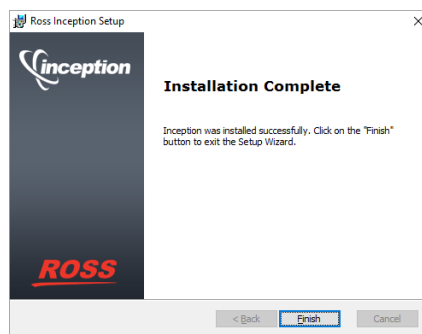 Ross Inception Setup
inception
Installation Complete
Inception was installed successfully. Click on the "Finish"
button to exit the Setup Wizard.
ROSS
< Back
Finish
Cancel